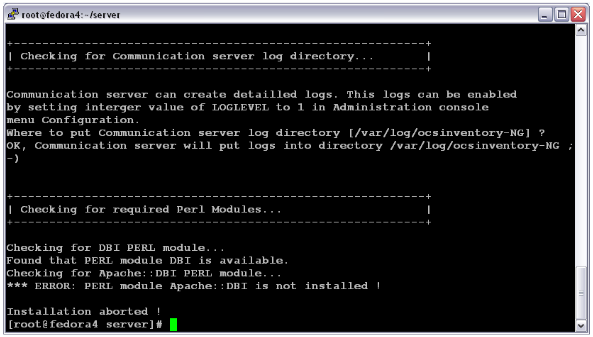 root@fedora4:~/server
+----------------------------------------------------------+
| Checking for Communication server log directory...       |
+----------------------------------------------------------+
Communication server can create detailled logs. This logs can be enabled
by setting interger value of LOGLEVEL to 1 in Administration console
menu Configuration.
Where to put Communication server log directory [/var/log/ocsinventory-NG] ?
OK, Communication server will put logs into directory /var/log/ocsinventory-NG ;
-)
+----------------------------------------------------------+
| Checking for required Perl Modules...                    |
+----------------------------------------------------------+
Checking for DBI PERL module...
Found that PERL module DBI is available.
Checking for Apache::DBI PERL module...
*** ERROR: PERL module Apache::DBI is not installed !
Installation aborted !
[root@fedora4 server]#